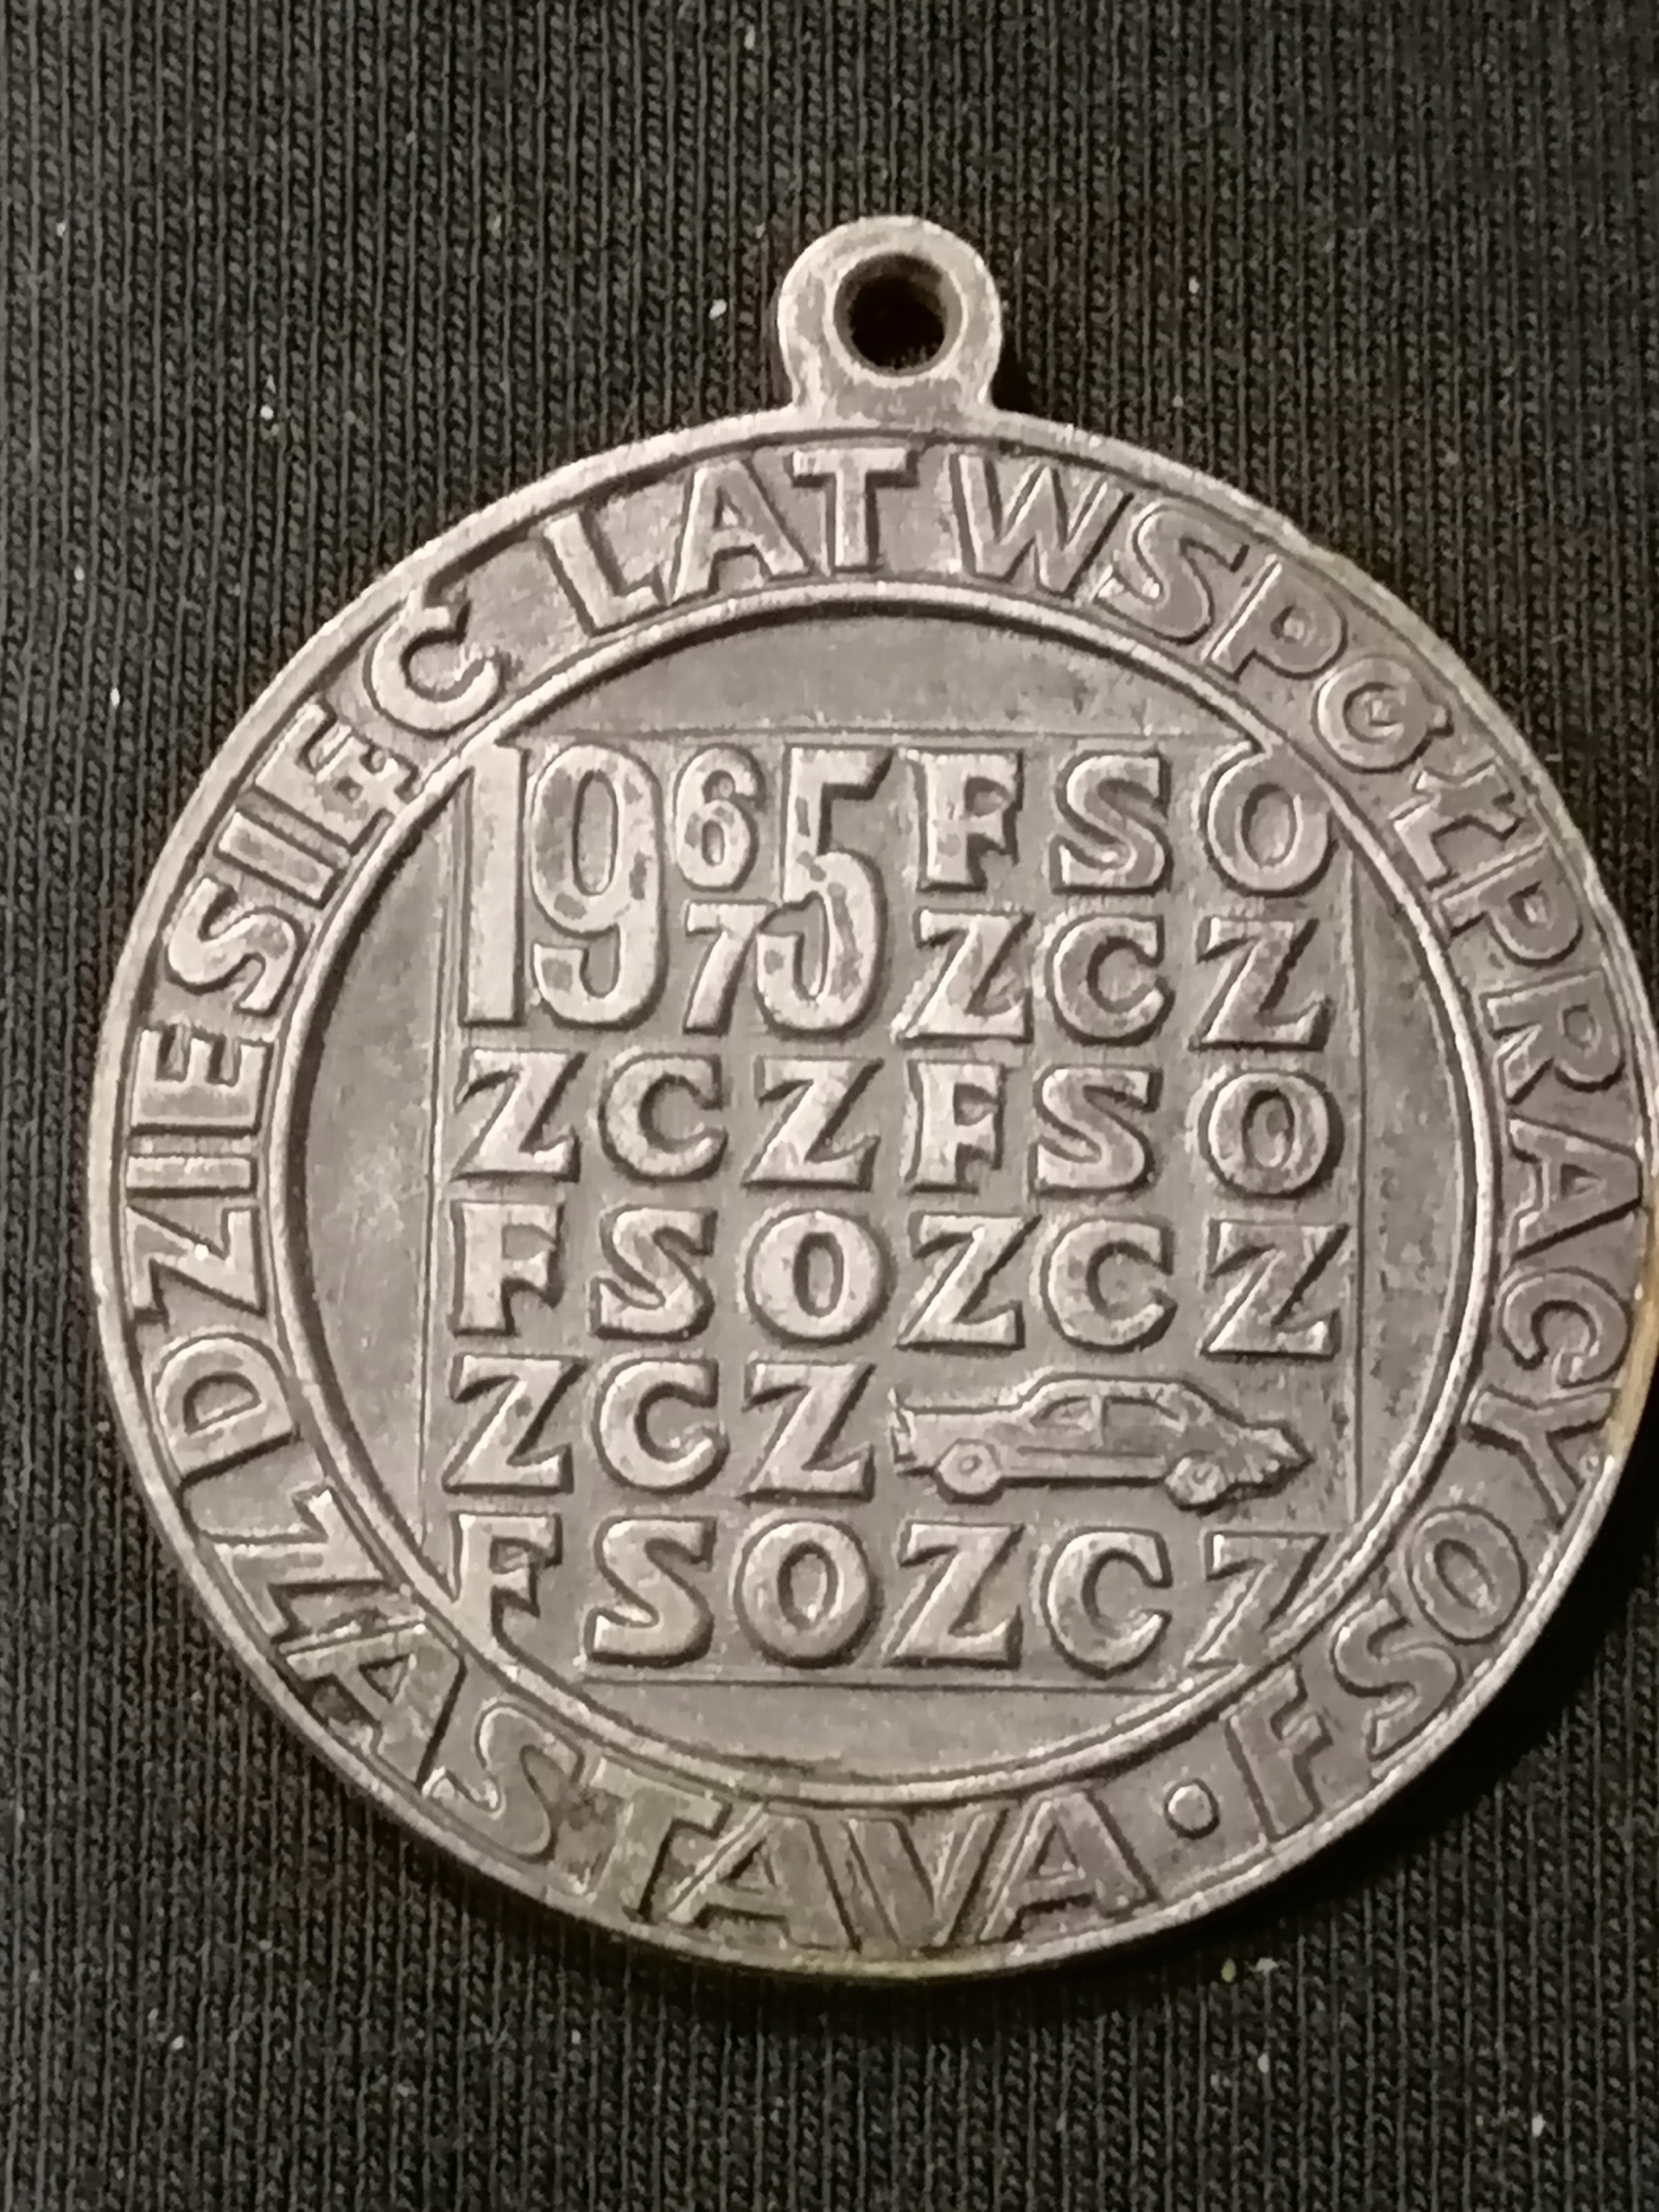 DZIESIĘĆ LAT WSPÓŁPRACY FSO • ZASTAVA
1965 FSO
1975 ZCZ
ZCZFSO
FSOZCZ
ZCZ
FSOZCZ